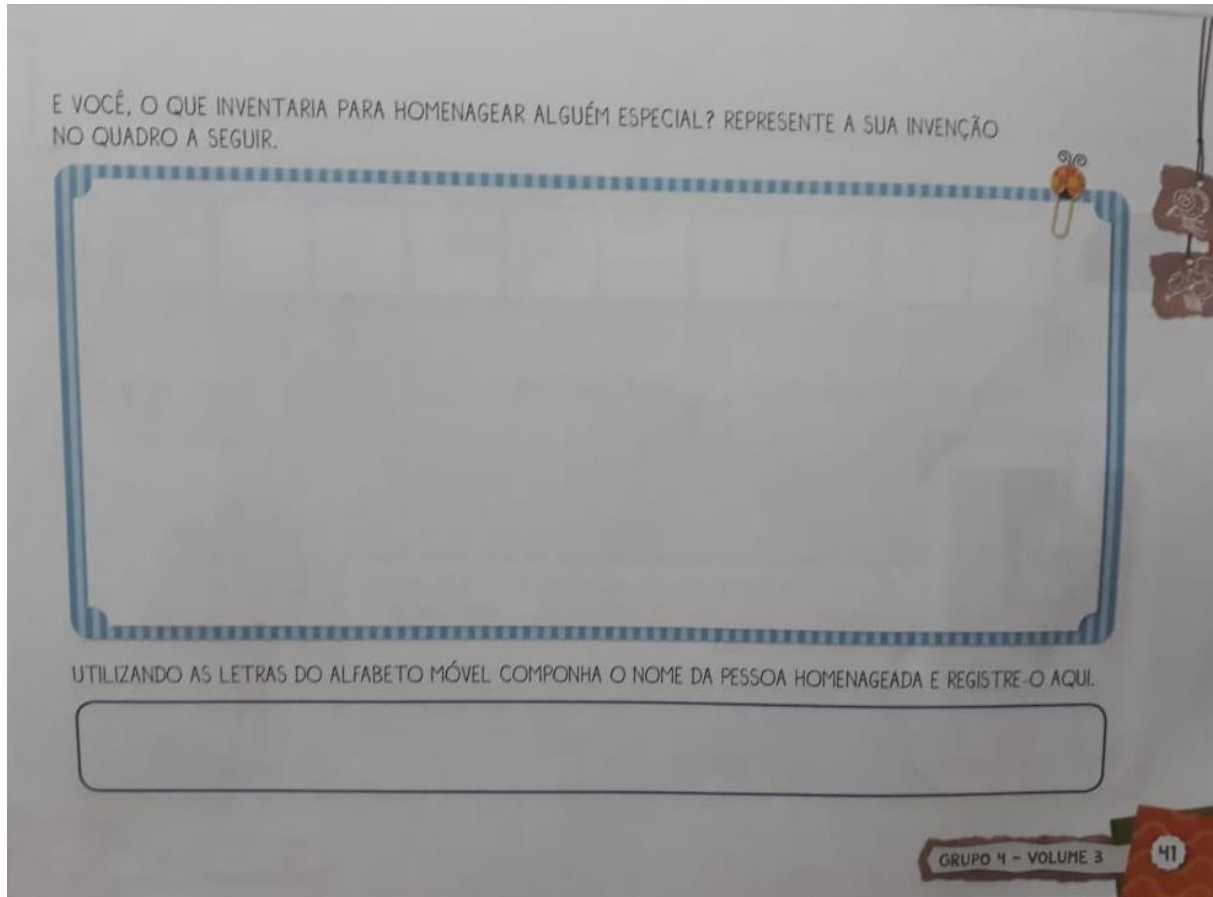 E VOCÊ, O QUE INVENTARIA PARA HOMENAGEAR ALGUÉM ESPECIAL? REPRESENTE A SUA INVENÇÃO
NO QUADRO A SEGUIR.
UTILIZANDO AS LETRAS DO ALFABETO MÓVEL COMPONHA O NOME DA PESSOA HOMENAGEADA E REGISTRE-O AQUI.
GRUPO 4 - VOLUME 3
41